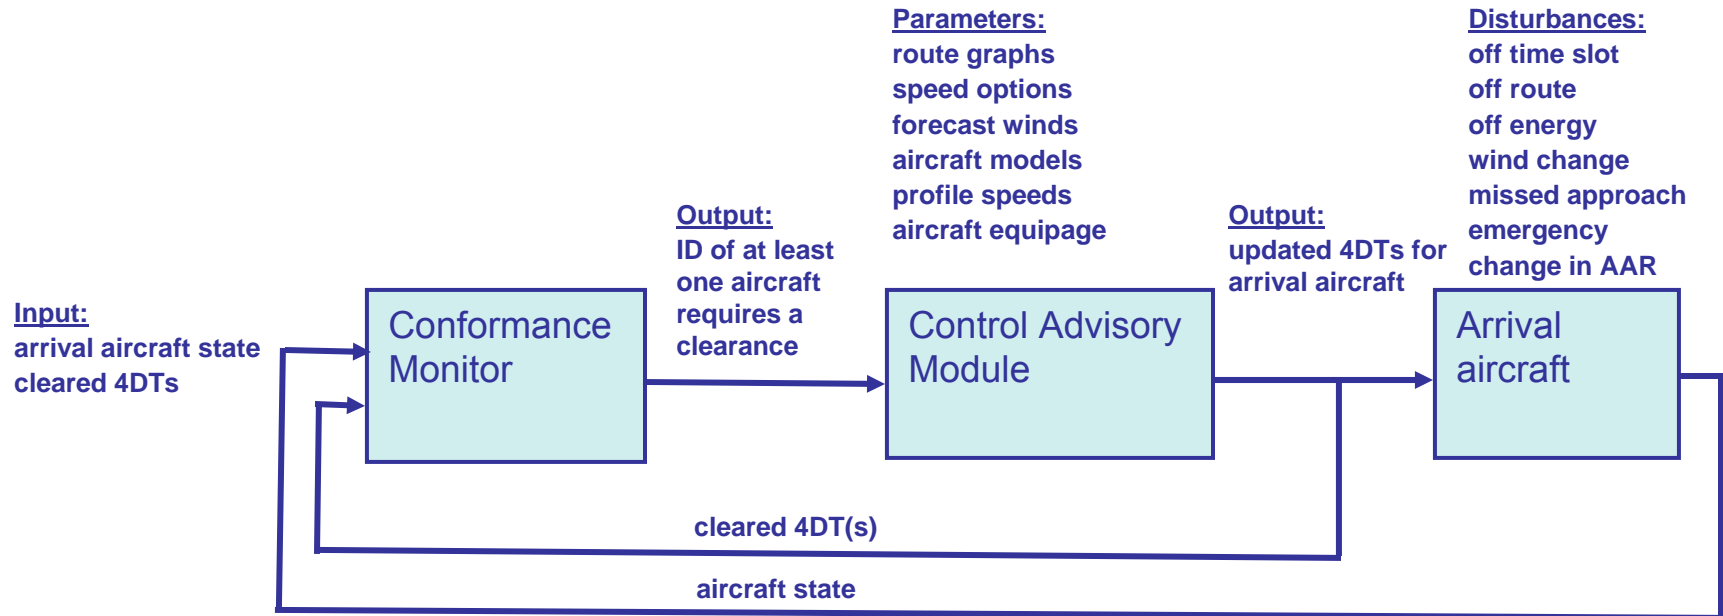 Input:
arrival aircraft state
cleared 4DTs
Conformance
Monitor
Output:
ID of at least
one aircraft
requires a
clearance
Parameters:
route graphs
speed options
forecast winds
aircraft models
profile speeds
aircraft equipage
Control Advisory
Module
Output:
updated 4DTs for
arrival aircraft
Disturbances:
off time slot
off route
off energy
wind change
missed approach
emergency
change in AAR
Arrival
aircraft
cleared 4DT(s)
aircraft state